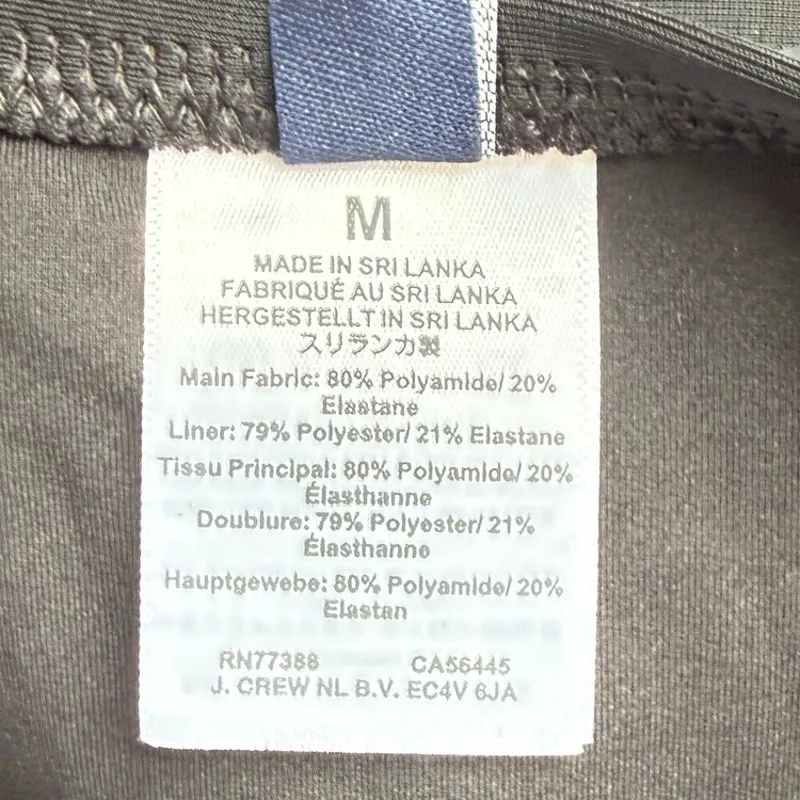 M
MADE IN SRI LANKA
FABRIQUÉ AU SRI LANKA
HERGESTELLT IN SRI LANKA
スリランカ製
Main Fabric: 80% Polyamide/ 20%
Elastane
Liner: 79% Polyester/ 21% Elastane
Tissu Principal: 80% Polyamide/ 20%
Élasthanne
Doublure: 79% Polyester/ 21%
Élasthanne
Hauptgewebe: 80% Polyamide/ 20%
Elastan
RN77388 CA56445
J. CREW NL B.V. EC4V 6JA